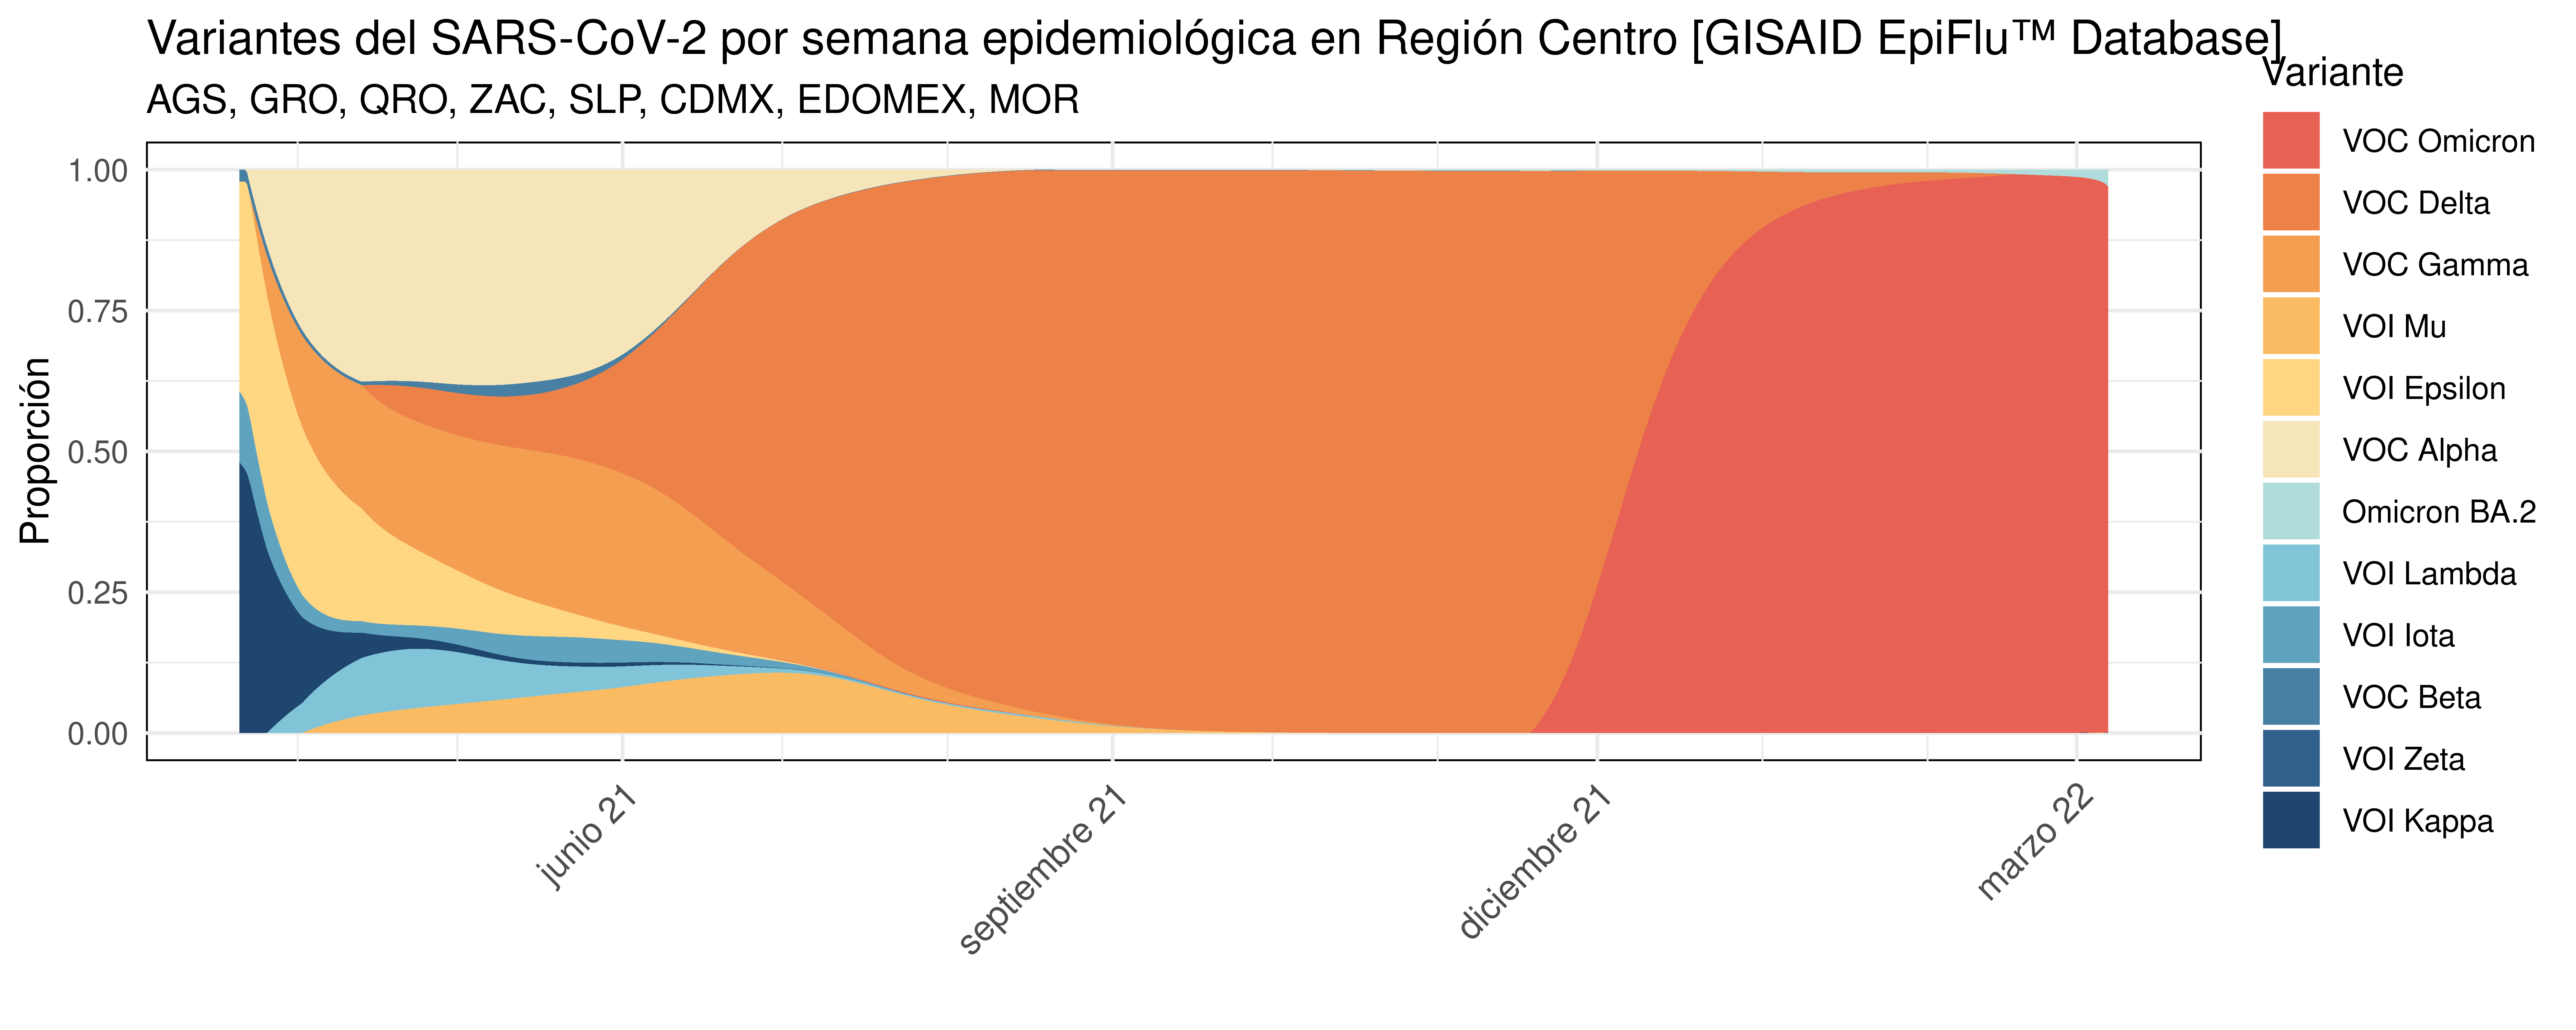 Variantes del SARS-CoV-2 por semana epidemiológica en Región Centro [GISAID EpiFlu™ Database]
AGS, GRO, QRO, ZAC, SLP, CDMX, EDOMEX, MOR
Proporción
1.00
0.75
0.50
0.25
0.00
junio 21
septiembre 21
diciembre 21
marzo 22
Variante
VOC Omicron
VOC Delta
VOC Gamma
VOI Mu
VOI Epsilon
VOC Alpha
Omicron BA.2
VOI Lambda
VOI Iota
VOC Beta
VOI Zeta
VOI Kappa